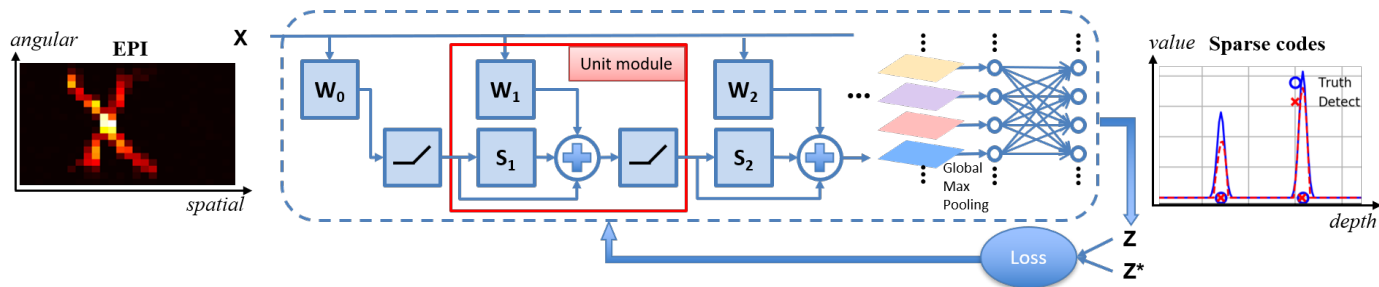 angular
EPI
spatial
X
W0
W1
Unit module
W2
S1
S2
Global
Max
Pooling
value
Sparse codes
Truth
Detect
depth
Z
Z*
Loss